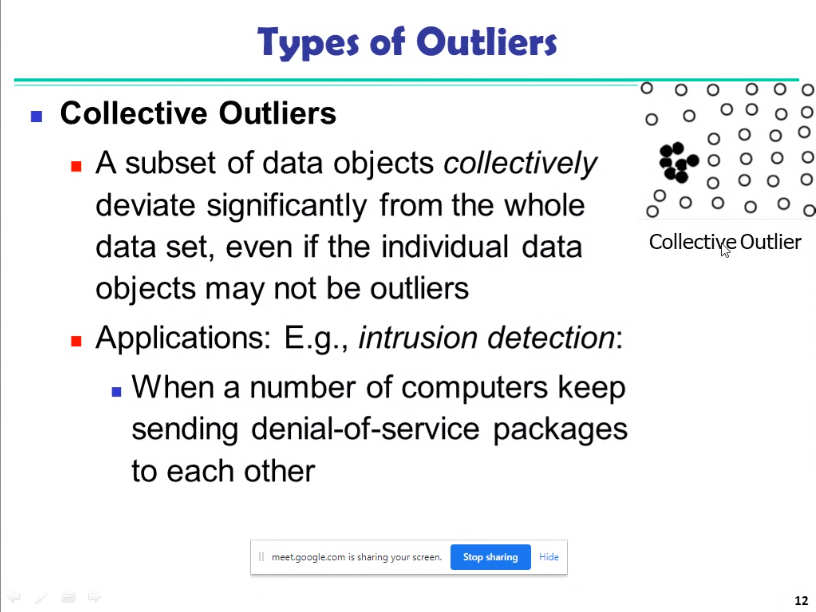 Types of Outliers
Collective Outliers
A subset of data objects collectively
deviate significantly from the whole
data set, even if the individual data
objects may not be outliers
Collective Outlier
Applications: E.g., intrusion detection:
When a number of computers keep
sending denial-of-service packages
to each other
meet.google.com is sharing your screen.
Stop sharing
Hide
12